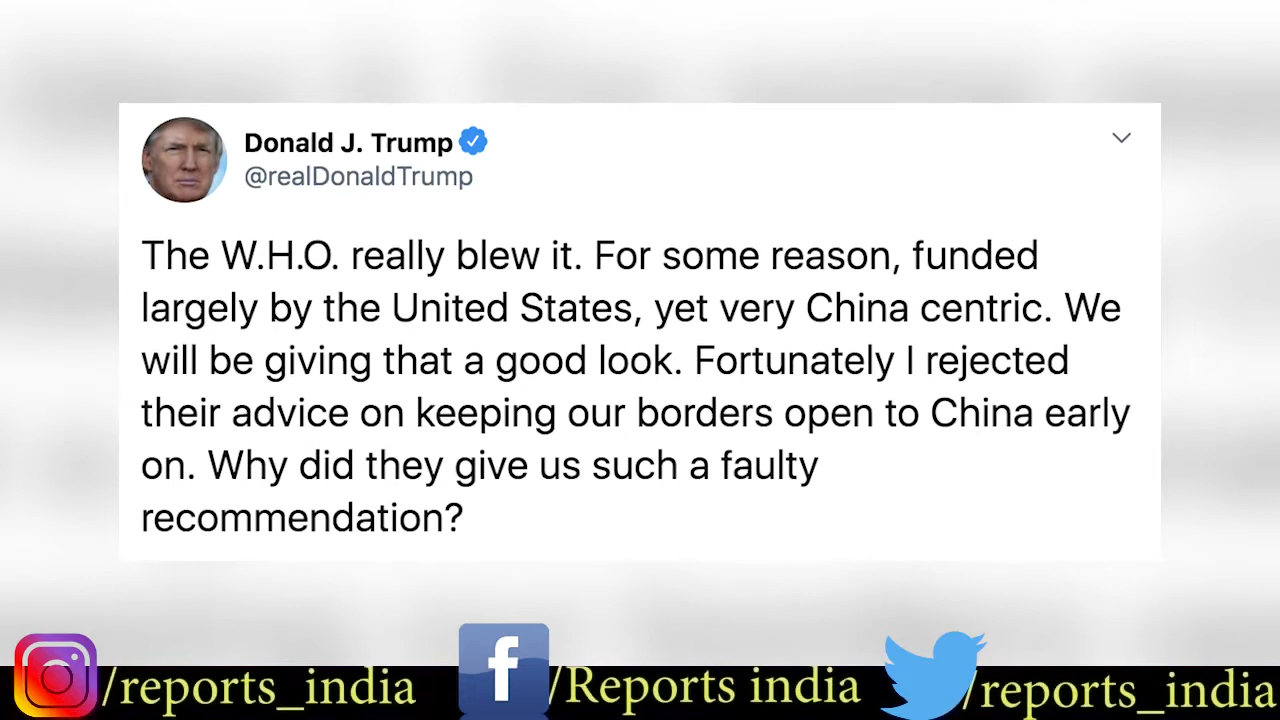 Donald J. Trump
@realDonaldTrump
The W.H.O. really blew it. For some reason, funded
largely by the United States, yet very China centric. We
will be giving that a good look. Fortunately I rejected
their advice on keeping our borders open to China early
on. Why did they give us such a faulty
recommendation?
/reports_india
f/Reports india
/reports_india